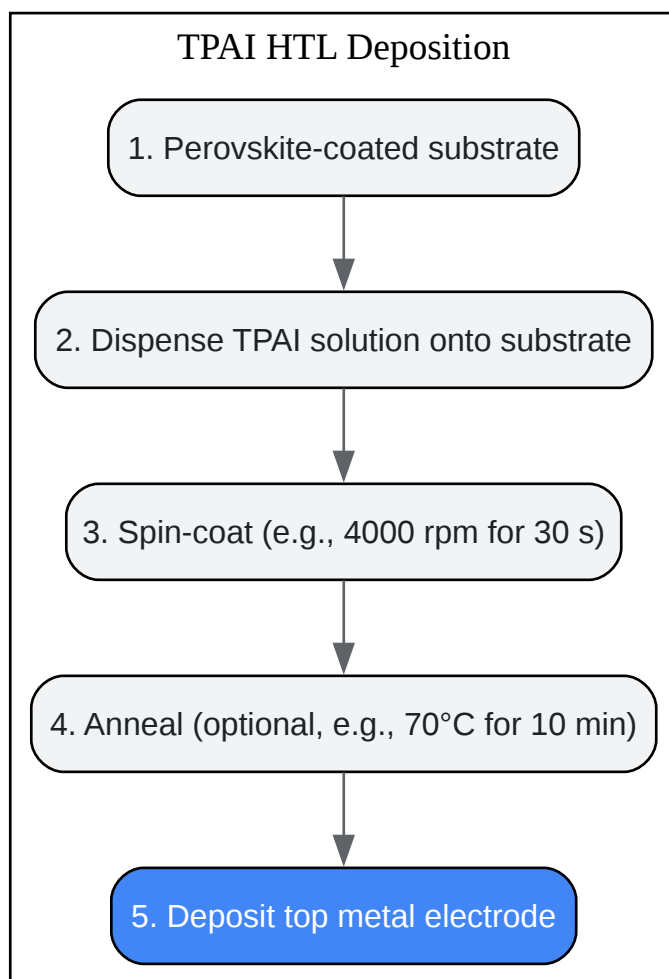 TPAI HTL Deposition
1. Perovskite-coated substrate
2. Dispense TPAI solution onto substrate
3. Spin-coat (e.g., 4000 rpm for 30 s)
4. Anneal (optional, e.g., 70°C for 10 min)
5. Deposit top metal electrode